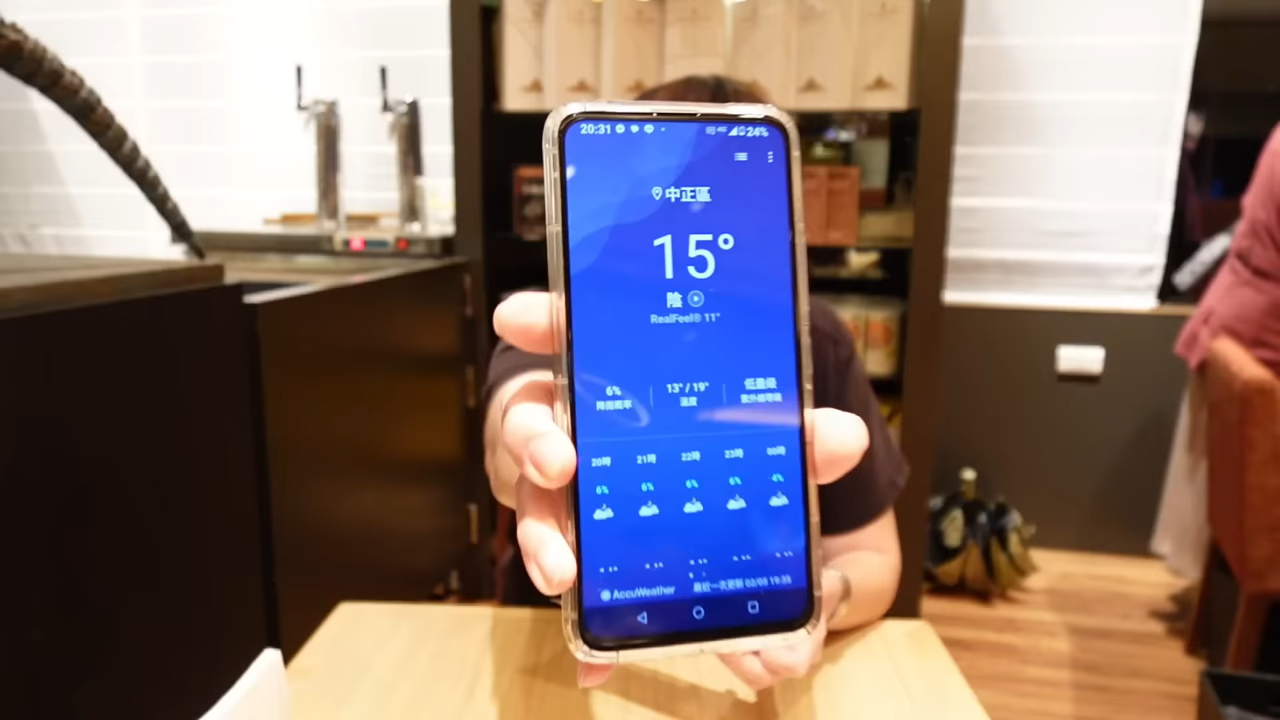 20:31
24%
中正區
15°
陰
RealFeel® 11°
6%
降雨機率
13° / 19°
溫度
低量級
紫外線等級
20時 21時 22時 23時 00時
6% 6% 6% 6% 4%
AccuWeather
最近一次更新